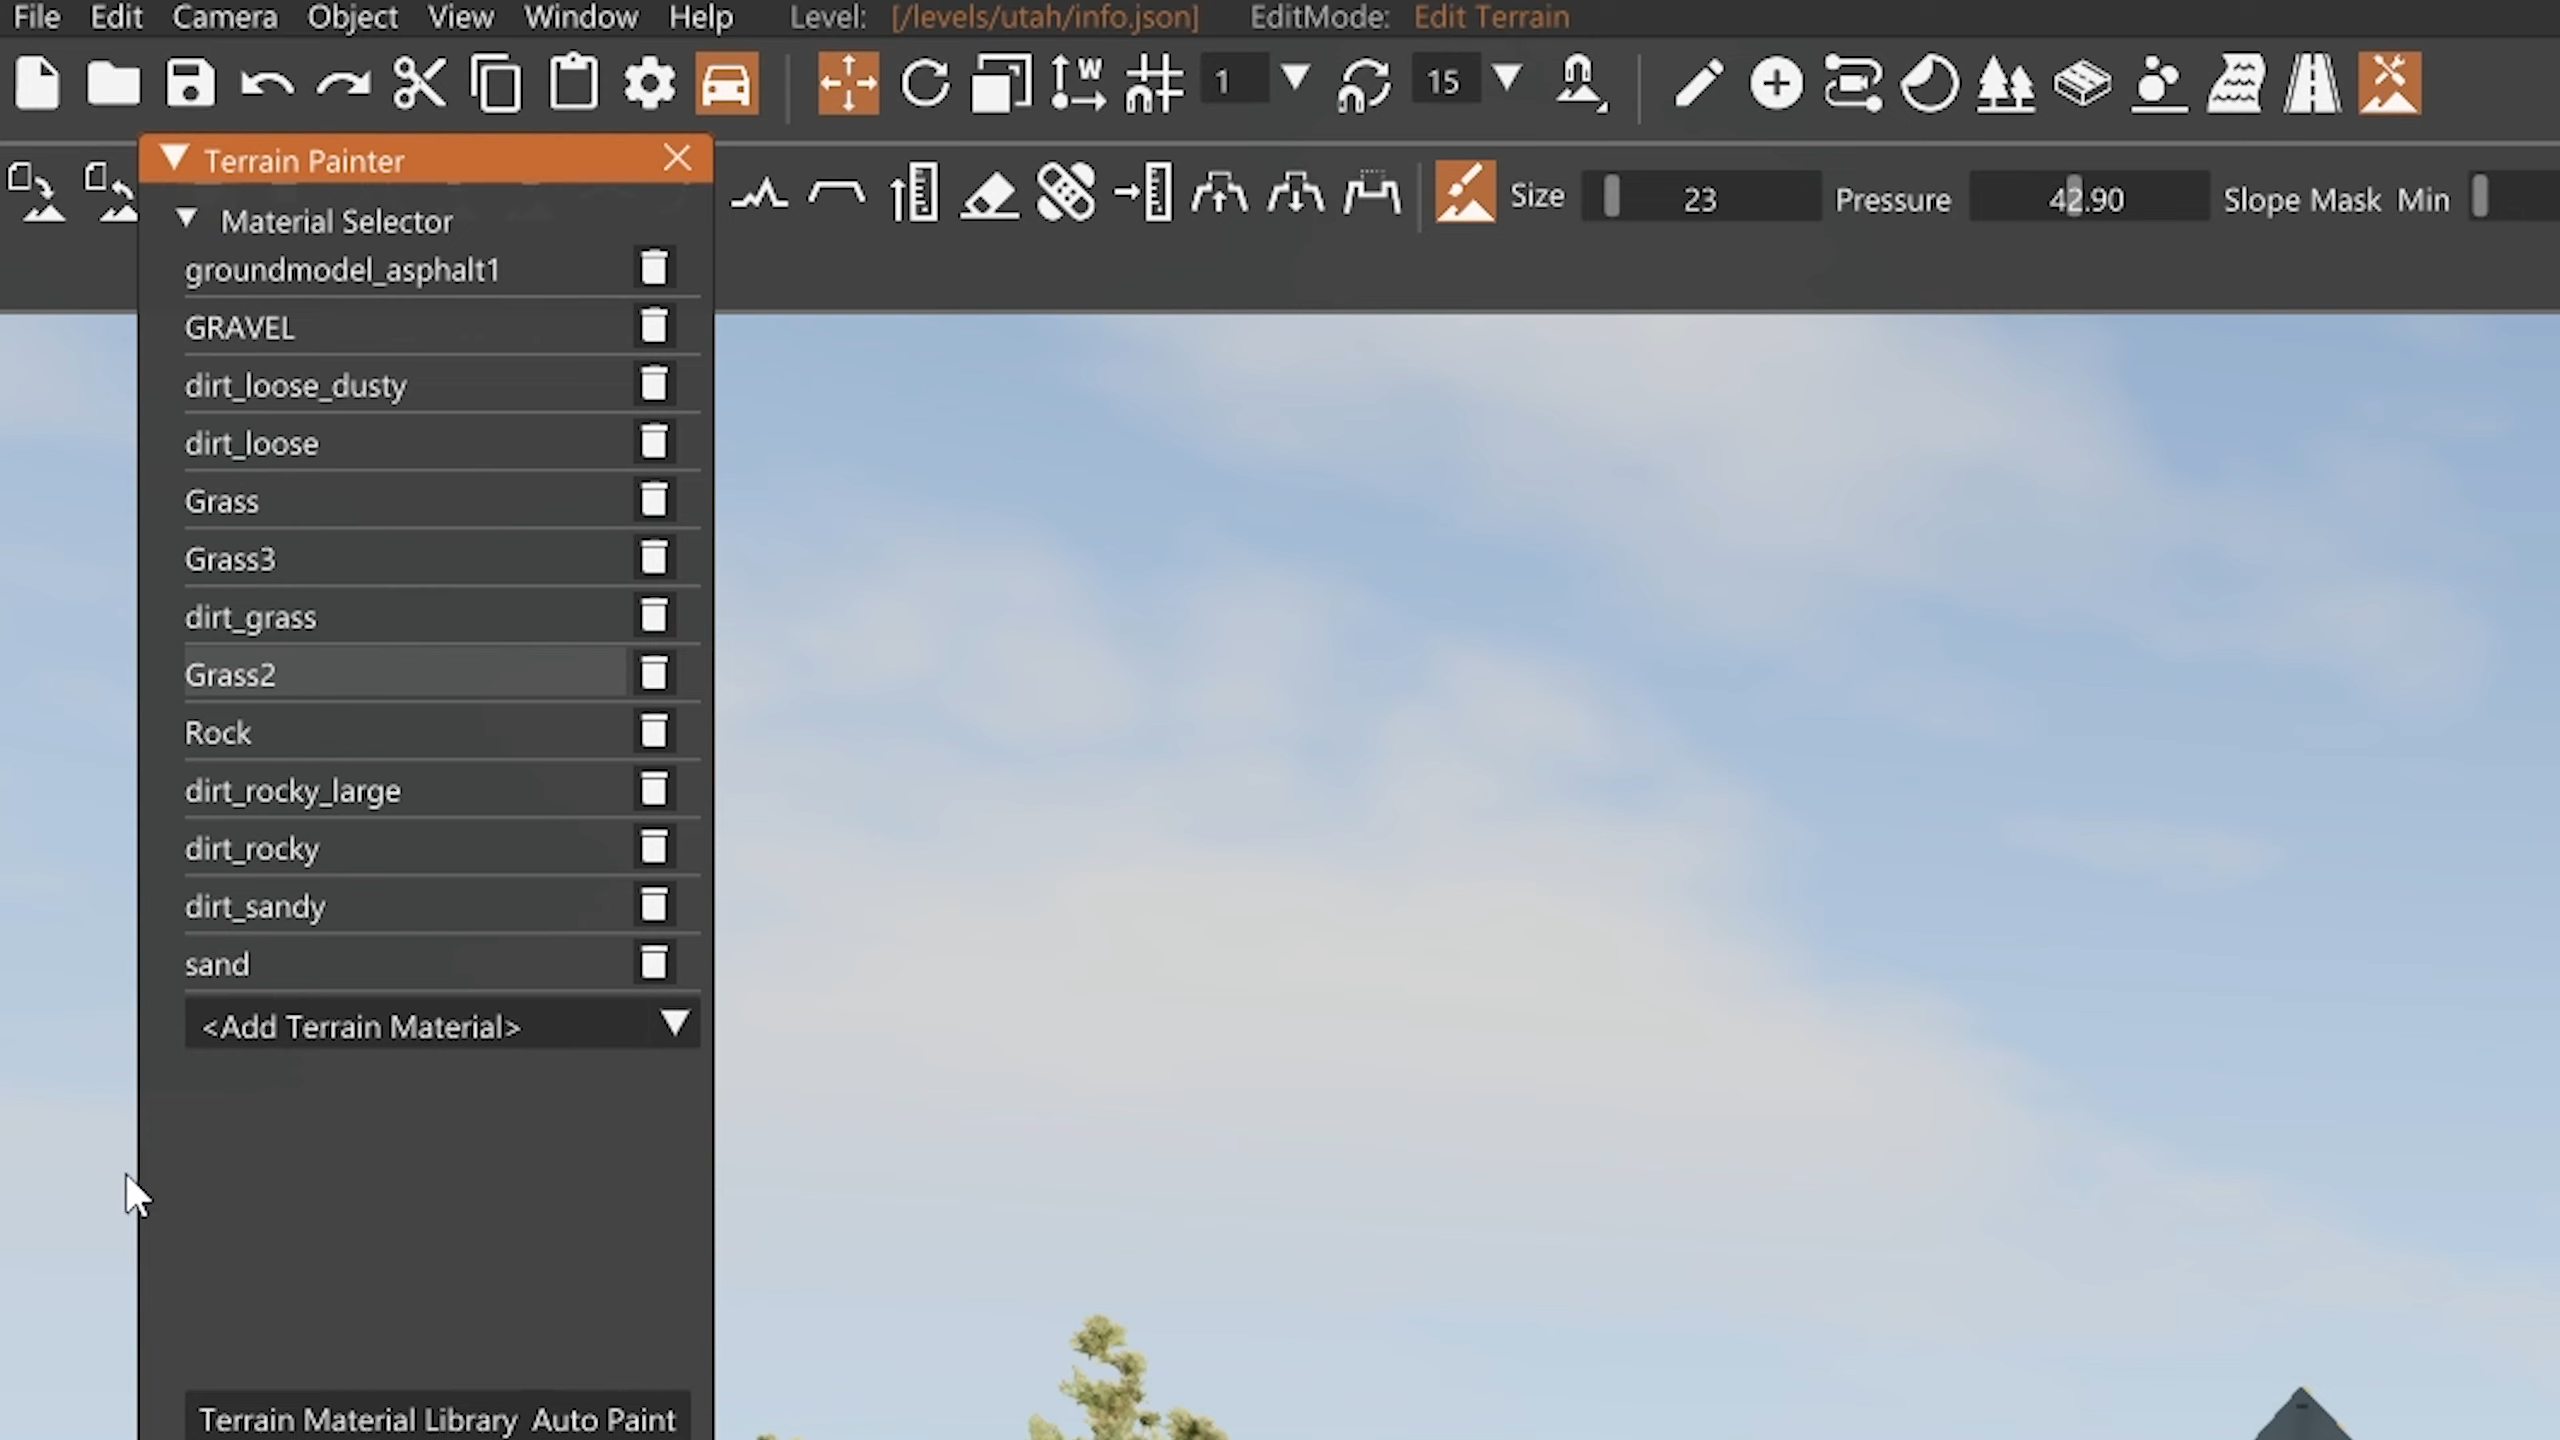 File Edit Camera Object View Window Help Level: [/levels/utah/info.json] EditMode: Edit Terrain
W 1 15
Terrain Painter
Size 23 Pressure 42.90 Slope Mask Min
Material Selector
groundmodel_asphalt1
GRAVEL
dirt_loose_dusty
dirt_loose
Grass
Grass3
dirt_grass
Grass2
Rock
dirt_rocky_large
dirt_rocky
dirt_sandy
sand
<Add Terrain Material>
Terrain Material Library Auto Paint